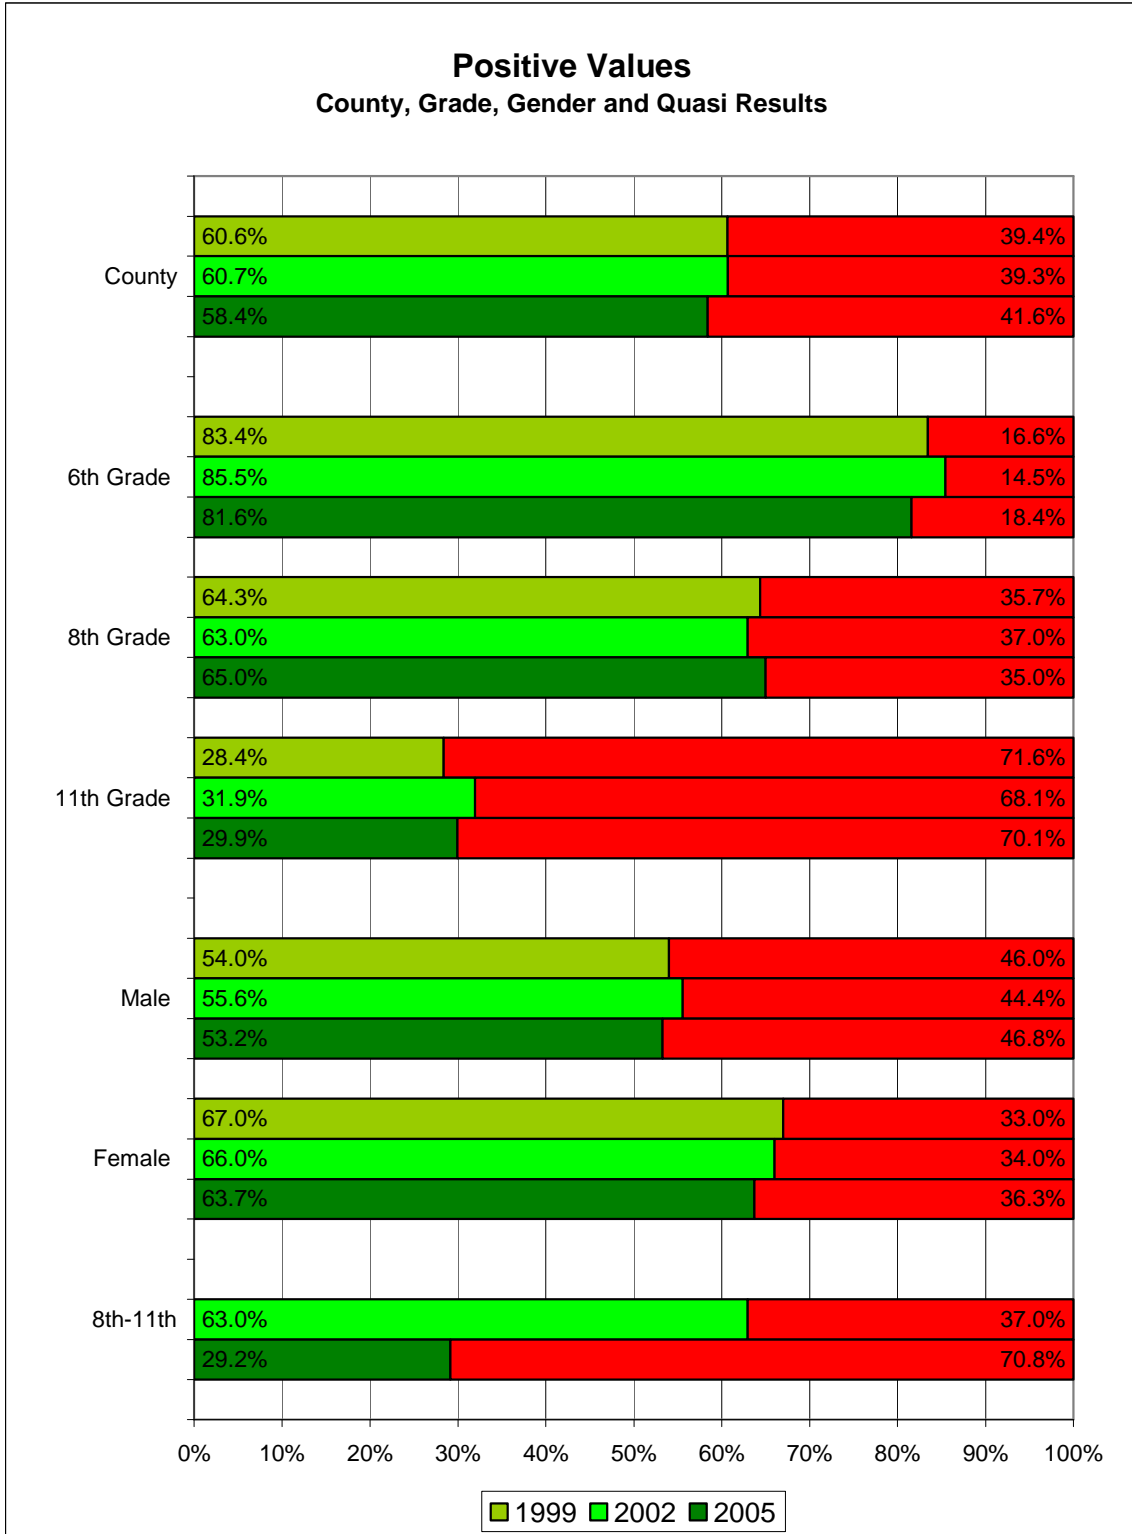 Positive Values
County, Grade, Gender and Quasi Results
60.6% 39.4%
County 60.7% 39.3%
58.4% 41.6%
83.4% 16.6%
6th Grade 85.5% 14.5%
81.6% 18.4%
64.3% 35.7%
8th Grade 63.0% 37.0%
65.0% 35.0%
28.4% 71.6%
11th Grade 31.9% 68.1%
29.9% 70.1%
54.0% 46.0%
Male 55.6% 44.4%
53.2% 46.8%
67.0% 33.0%
Female 66.0% 34.0%
63.7% 36.3%
8th-11th 63.0% 37.0%
29.2% 70.8%
0% 10% 20% 30% 40% 50% 60% 70% 80% 90% 100%
1999 2002 2005